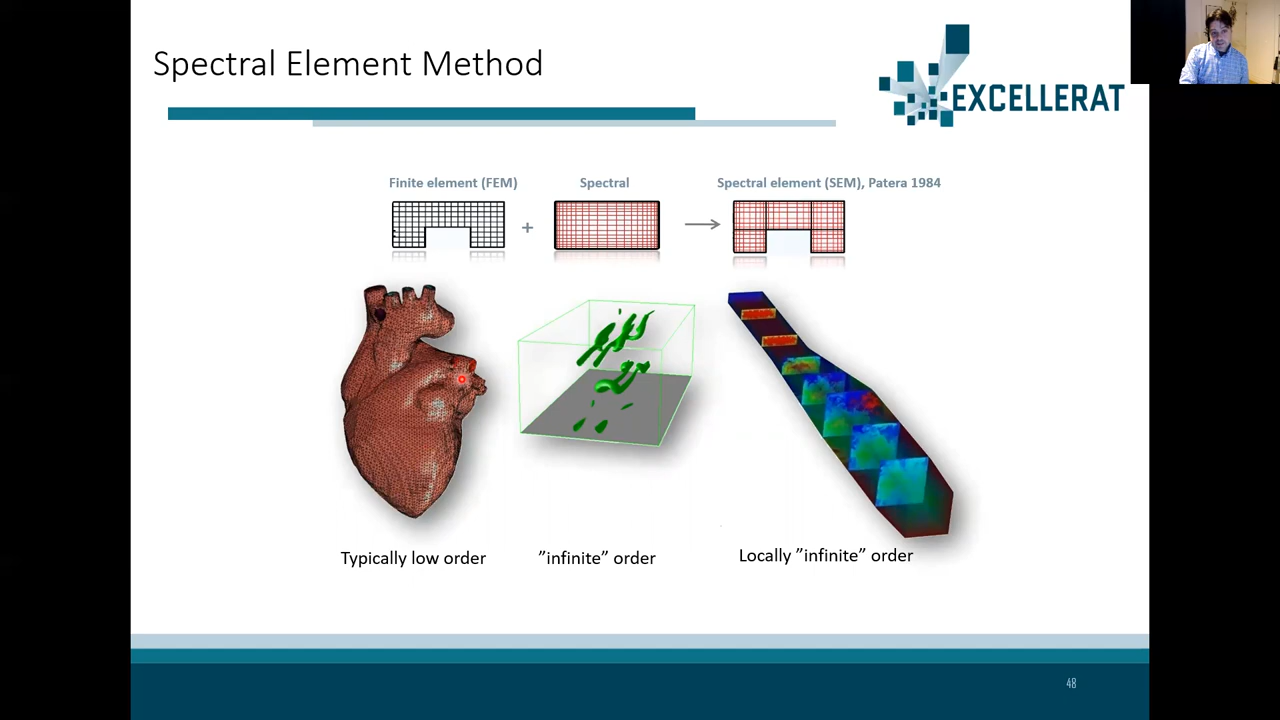 Spectral Element Method
EXCELLERAT
Finite element (FEM)
Spectral
Spectral element (SEM), Patera 1984
+
Typically low order
”infinite” order
Locally ”infinite” order
48